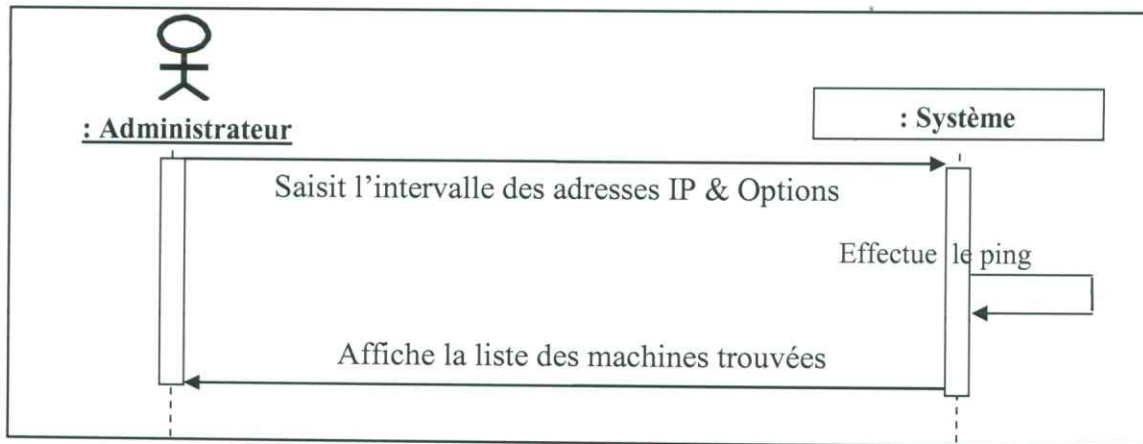 : Administrateur
: Système
Saisit l'intervalle des adresses IP & Options
Effectue le ping
Affiche la liste des machines trouvées